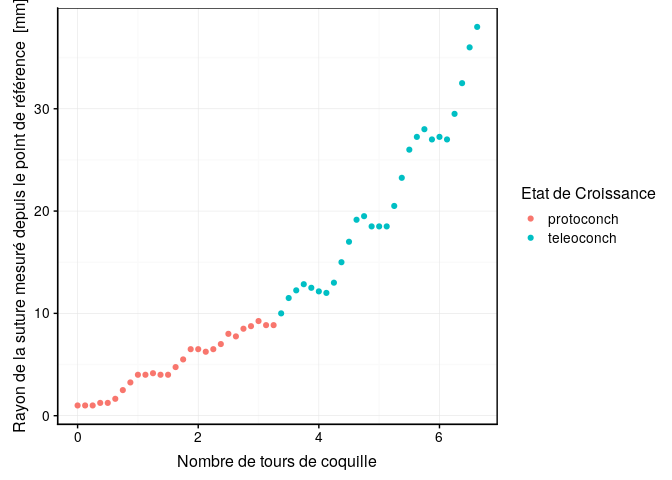 Rayon de la suture mesuré depuis le point de référence [mm]
30
20
10
0
0 2 4 6
Nombre de tours de coquille
Etat de Croissance
protoconch
teleoconch